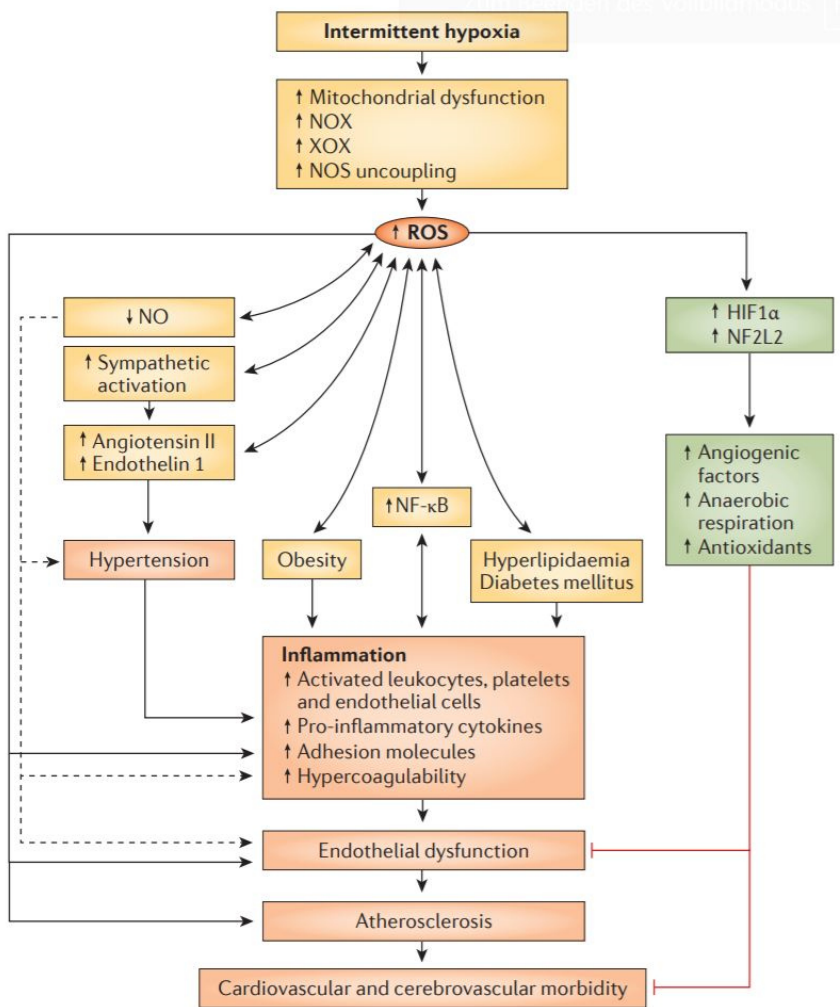 Intermittent hypoxia
↑ Mitochondrial dysfunction
↑ NOX
↑ XOX
↑ NOS uncoupling
↑ ROS
↓ NO
↑ Sympathetic
activation
↑ Angiotensin II
↑ Endothelin 1
Hypertension
↑ HIF1α
↑ NF2L2
↑ Angiogenic
factors
↑ Anaerobic
respiration
↑ Antioxidants
↑ NF-κB
Obesity
Hyperlipidaemia
Diabetes mellitus
Inflammation
↑ Activated leukocytes, platelets
and endothelial cells
↑ Pro-inflammatory cytokines
↑ Adhesion molecules
↑ Hypercoagulability
Endothelial dysfunction
Atherosclerosis
Cardiovascular and cerebrovascular morbidity